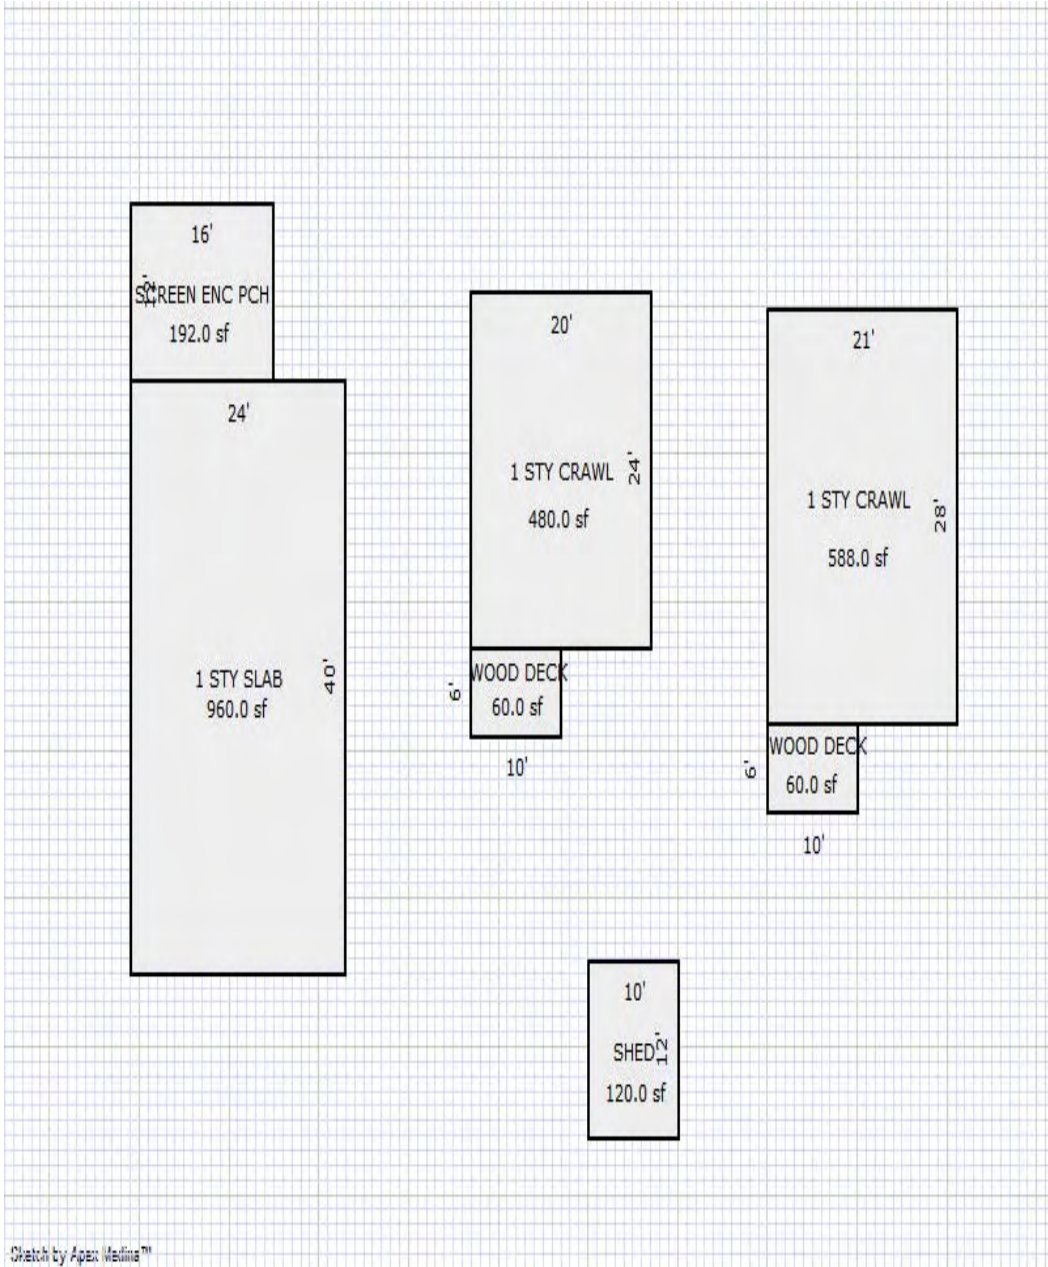 16'
12'
SCREEN ENC PCH
192.0 sf
24'
1 STY SLAB
960.0 sf
40'
20'
1 STY CRAWL
24'
480.0 sf
WOOD DECK
6'
60.0 sf
10'
21'
1 STY CRAWL
28'
588.0 sf
WOOD DECK
6'
60.0 sf
10'
10'
SHED
12'
120.0 sf
Sketch by Apex Medina™